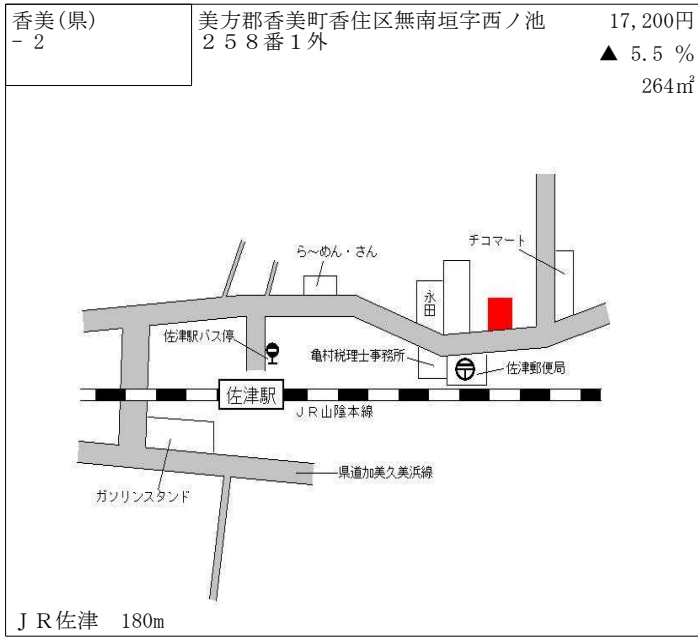 香美(県)
- 2
美方郡香美町香住区無南垣字西ノ池
２５８番１外
17,200円
▲ 5.5 %
264㎡
チコマート
ら～めん・さん
永田
佐津駅バス停
亀村税理士事務所
佐津郵便局
佐津駅
ＪＲ山陰本線
県道加美久美浜線
ガソリンスタンド
ＪＲ佐津　180m